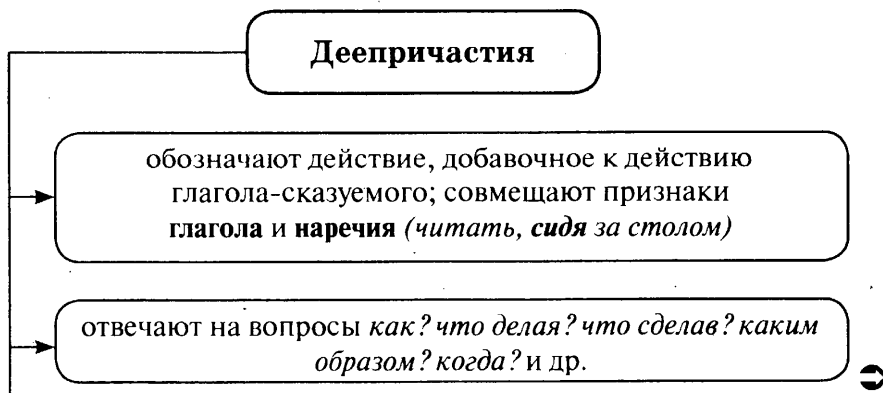 Деепричастия
обозначают действие, добавочное к действию
глагола-сказуемого; совмещают признаки
глагола и наречия (читать, сидя за столом)
отвечают на вопросы как? что делая? что сделав? каким
образом? когда? и др.